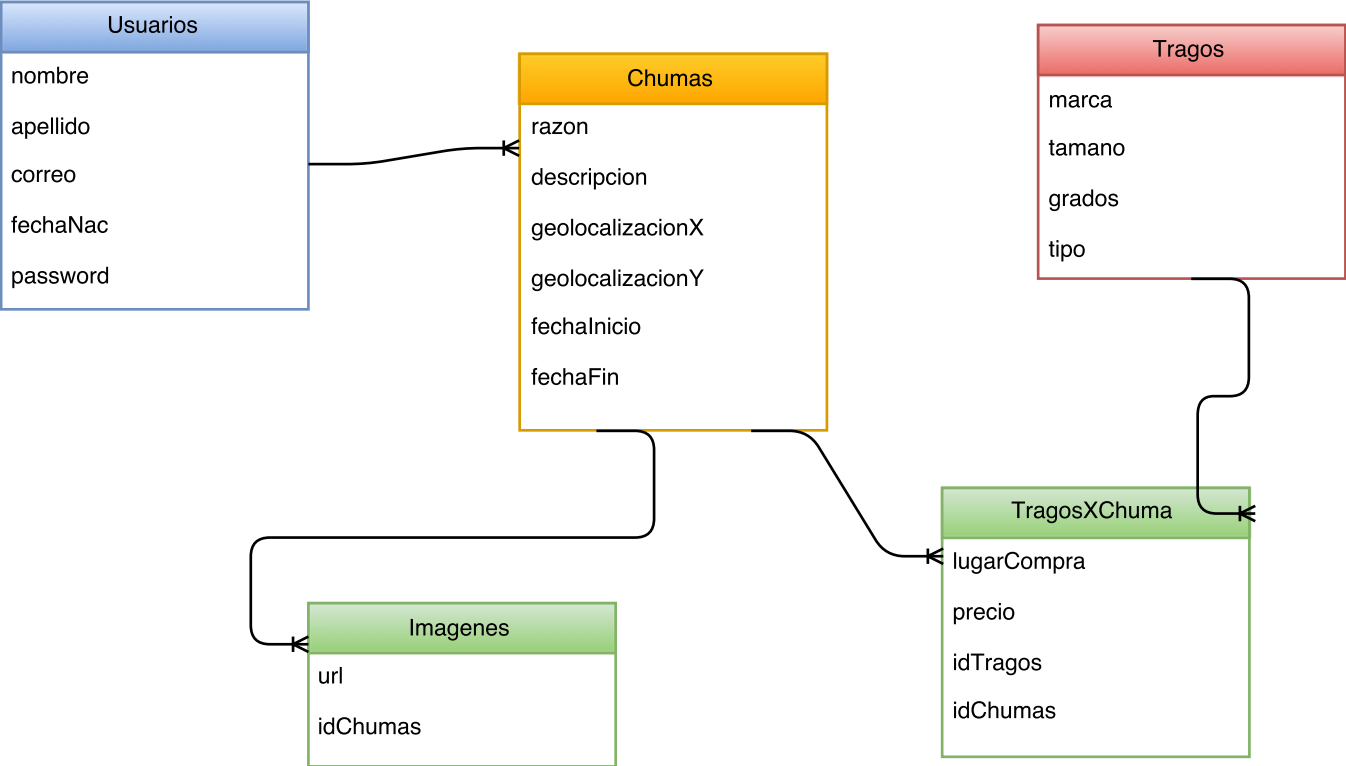 Usuarios
nombre
apellido
correo
fechaNac
password
Chumas
razon
descripcion
geolocalizacionX
geolocalizacionY
fechaInicio
fechaFin
Tragos
marca
tamano
grados
tipo
Imagenes
url
idChumas
TragosXChuma
lugarCompra
precio
idTragos
idChumas